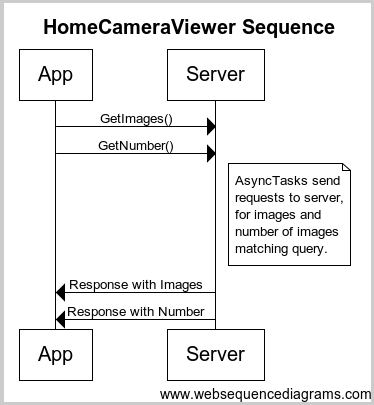 HomeCameraViewer Sequence
App
Server
GetImages()
GetNumber()
AsyncTasks send
requests to server,
for images and
number of images
matching query.
Response with Images
Response with Number
App
Server
www.websequencediagrams.com